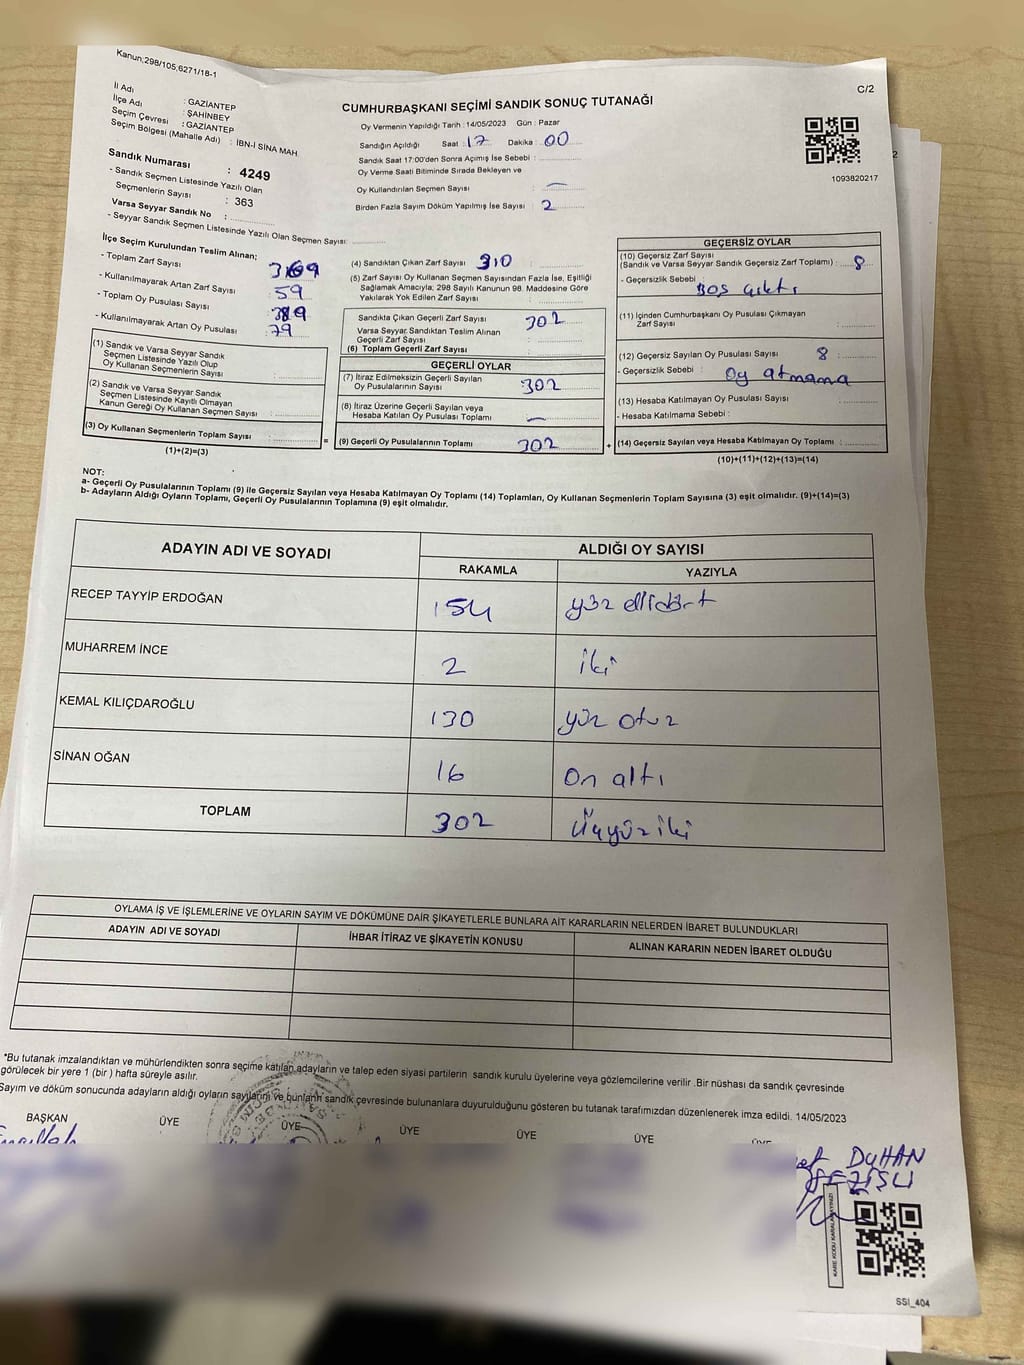 Kanun;298/105,6271/18-1
C/2
İl Adı : GAZİANTEP
İlçe Adı : ŞAHİNBEY
Seçim Çevresi : GAZİANTEP
Seçim Bölgesi (Mahalle Adı) : İBN-İ SİNA MAH
CUMHURBAŞKANI SEÇİMİ SANDIK SONUÇ TUTANAĞI
Oy Vermenin Yapıldığı Tarih : 14/05/2023 Gün : Pazar
Sandığın Açıldığı Saat : 17 Dakika : 00
Sandık Saat 17:00'den Sonra Açımış İse Sebebi :
Oy Verme Saati Bitiminde Sırada Bekleyen ve
Oy Kullandırılan Seçmen Sayısı : —
Birden Fazla Sayım Döküm Yapılmış İse Sayısı : 2
1093820217
Sandık Numarası : 4249
- Sandık Seçmen Listesinde Yazılı Olan
Seçmenlerin Sayısı : 363
Varsa Seyyar Sandık No :
- Seyyar Sandık Seçmen Listesinde Yazılı Olan Seçmen Sayısı:
İlçe Seçim Kurulundan Teslim Alınan;
- Toplam Zarf Sayısı 369
- Kullanılmayarak Artan Zarf Sayısı 59
- Toplam Oy Pusulası Sayısı 389
- Kullanılmayarak Artan Oy Pusulası 79
(1) Sandık ve Varsa Seyyar Sandık
Seçmen Listesinde Yazılı Olup
Oy Kullanan Seçmenlerin Sayısı :
(2) Sandık ve Varsa Seyyar Sandık
Seçmen Listesinde Kayıtlı Olmayan
Kanun Gereği Oy Kullanan Seçmen Sayısı :
(3) Oy Kullanan Seçmenlerin Toplam Sayısı :
(1)+(2)=(3)
=
(4) Sandıktan Çıkan Zarf Sayısı 310
(5) Zarf Sayısı Oy Kullanan Seçmen Sayısından Fazla İse, Eşitliği
Sağlamak Amacıyla; 298 Sayılı Kanunun 98. Maddesine Göre
Yakılarak Yok Edilen Zarf Sayısı :
Sandıkta Çıkan Geçerli Zarf Sayısı : 302
Varsa Seyyar Sandıktan Teslim Alınan
Geçerli Zarf Sayısı :
(6) Toplam Geçerli Zarf Sayısı :
GEÇERLİ OYLAR
(7) İtiraz Edilmeksizin Geçerli Sayılan
Oy Pusulalarının Sayısı : 302
(8) İtiraz Üzerine Geçerli Sayılan veya
Hesaba Katılan Oy Pusulası Toplamı : —
(9) Geçerli Oy Pusulalarının Toplamı 302
+
GEÇERSİZ OYLAR
(10) Geçersiz Zarf Sayısı
(Sandık ve Varsa Seyyar Sandık Geçersiz Zarf Toplamı) : 8
- Geçersizlik Sebebi Boş çıktı
(11) İçinden Cumhurbaşkanı Oy Pusulası Çıkmayan
Zarf Sayısı :
(12) Geçersiz Sayılan Oy Pusulası Sayısı : 8
- Geçersizlik Sebebi : Oy atmama
(13) Hesaba Katılmayan Oy Pusulası Sayısı :
- Hesaba Katılmama Sebebi :
(14) Geçersiz Sayılan veya Hesaba Katılmayan Oy Toplamı :
(10)+(11)+(12)+(13)=(14)
NOT:
a- Geçerli Oy Pusulalarının Toplamı (9) ile Geçersiz Sayılan veya Hesaba Katılmayan Oy Toplamı (14) Toplamları, Oy Kullanan Seçmenlerin Toplam Sayısına (3) eşit olmalıdır. (9)+(14)=(3)
b- Adayların Aldığı Oyların Toplamı, Geçerli Oy Pusulalarının Toplamına (9) eşit olmalıdır.
ADAYIN ADI VE SOYADI ALDIĞI OY SAYISI
RAKAMLA YAZIYLA
RECEP TAYYİP ERDOĞAN 154 yüz ellidört
MUHARREM İNCE 2 iki
KEMAL KILIÇDAROĞLU 130 yüz otuz
SİNAN OĞAN 16 On altı
TOPLAM 302 Üçyüz iki
OYLAMA İŞ VE İŞLEMLERİNE VE OYLARIN SAYIM VE DÖKÜMÜNE DAİR ŞİKAYETLERLE BUNLARA AİT KARARLARIN NELERDEN İBARET BULUNDUKLARI
ADAYIN ADI VE SOYADI İHBAR İTİRAZ VE ŞİKAYETİN KONUSU ALINAN KARARIN NEDEN İBARET OLDUĞU
*Bu tutanak imzalandıktan ve mühürlendikten sonra seçime katılan adayların ve talep eden siyasi partilerin sandık kurulu üyelerine veya gözlemcilerine verilir .Bir nüshası da sandık çevresinde
görülecek bir yere 1 (bir ) hafta süreyle asılır.
Sayım ve döküm sonucunda adayların aldığı oyların sayılarını ve bunların sandık çevresinde bulunanlara duyurulduğunu gösteren bu tutanak tarafımızdan düzenlenerek imza edildi. 14/05/2023
BAŞKAN ÜYE ÜYE ÜYE ÜYE ÜYE ÜYE
DUHAN
KARE KODU KARALAMAYINIZ!
SSI_404